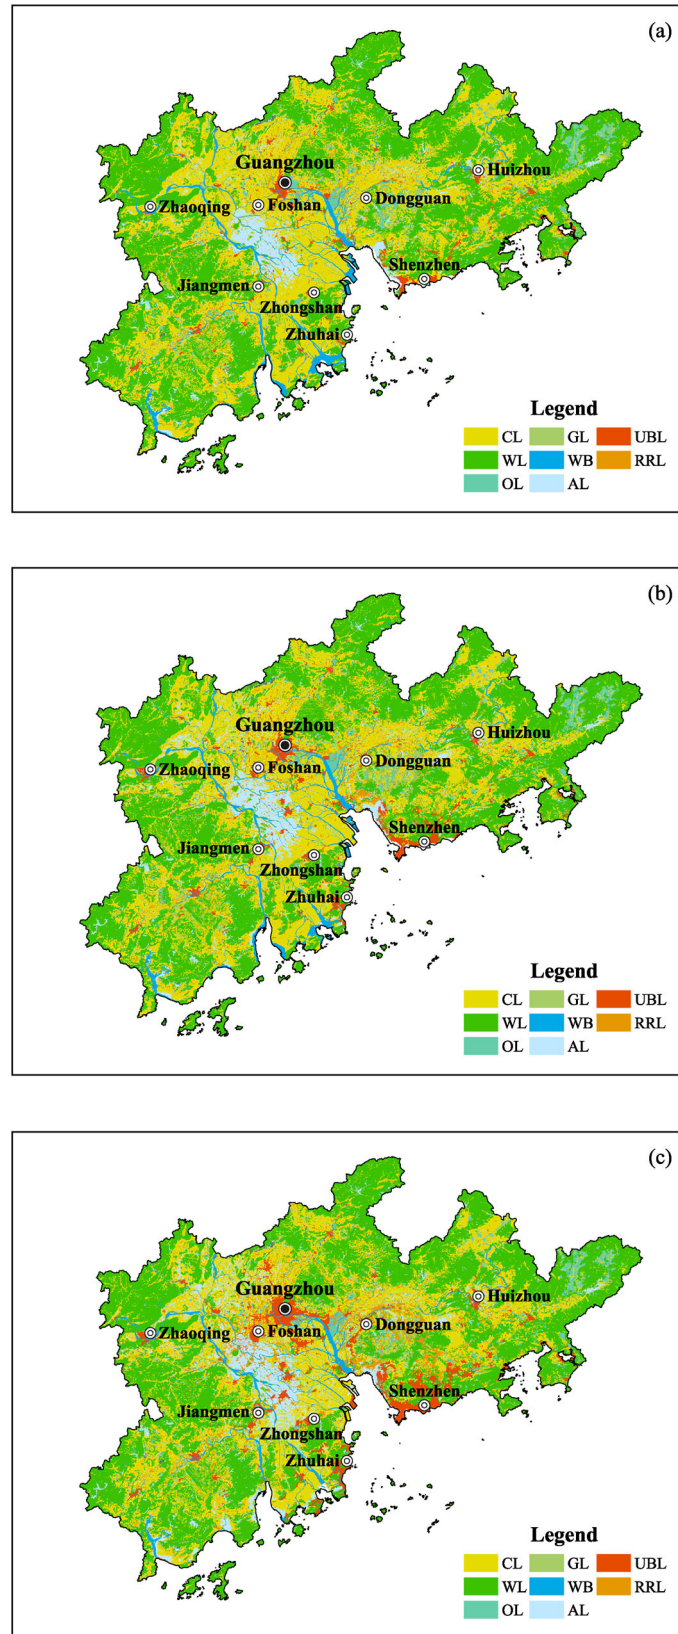 (a)
Guangzhou
Huizhou
Zhaoqing
Foshan
Dongguan
Shenzhen
Jiangmen
Zhongshan
Zhuhai
Legend
CL GL UBL
WL WB RRL
OL AL
(b)
Guangzhou
Huizhou
Zhaoqing
Foshan
Dongguan
Shenzhen
Jiangmen
Zhongshan
Zhuhai
Legend
CL GL UBL
WL WB RRL
OL AL
(c)
Guangzhou
Huizhou
Zhaoqing
Foshan
Dongguan
Shenzhen
Jiangmen
Zhongshan
Zhuhai
Legend
CL GL UBL
WL WB RRL
OL AL